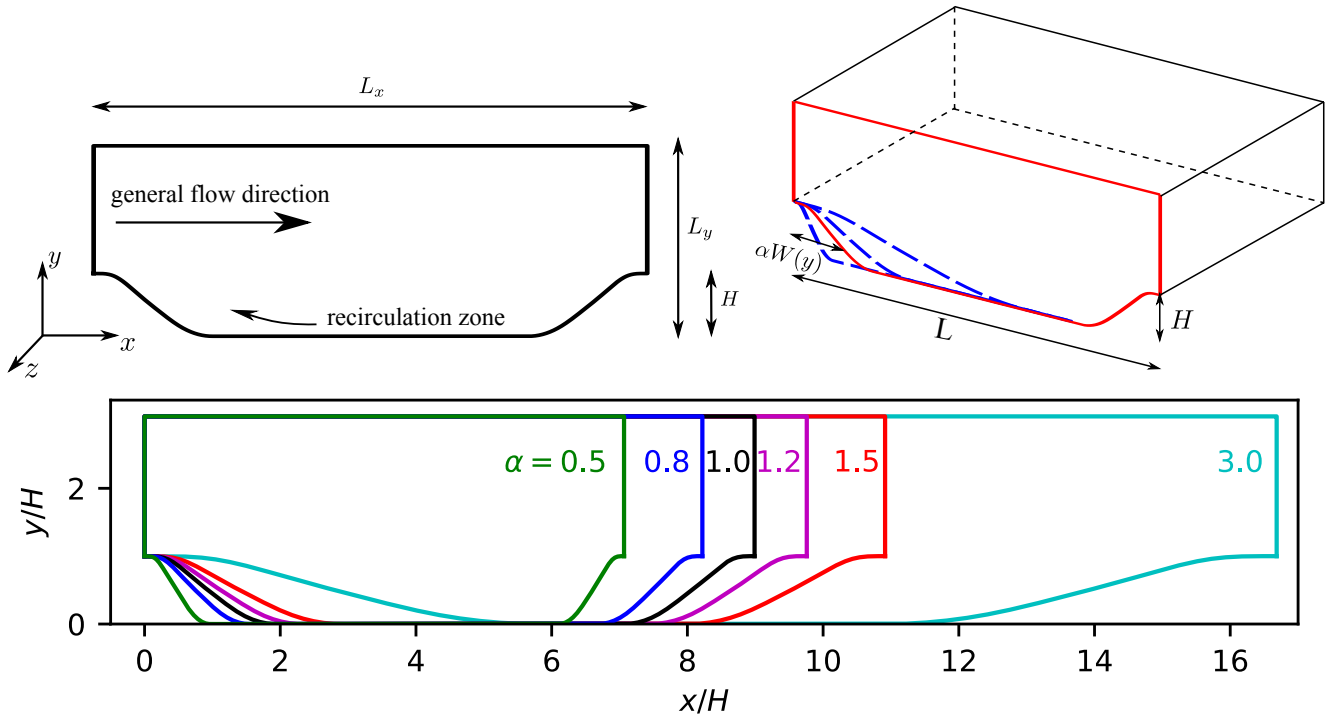 L_x
general flow direction
L_y
y
H
recirculation zone
x
z
αW(y)
L
H
α = 0.5
0.8
1.0
1.2
1.5
3.0
y/H
2
0
0 2 4 6 8 10 12 14 16
x/H